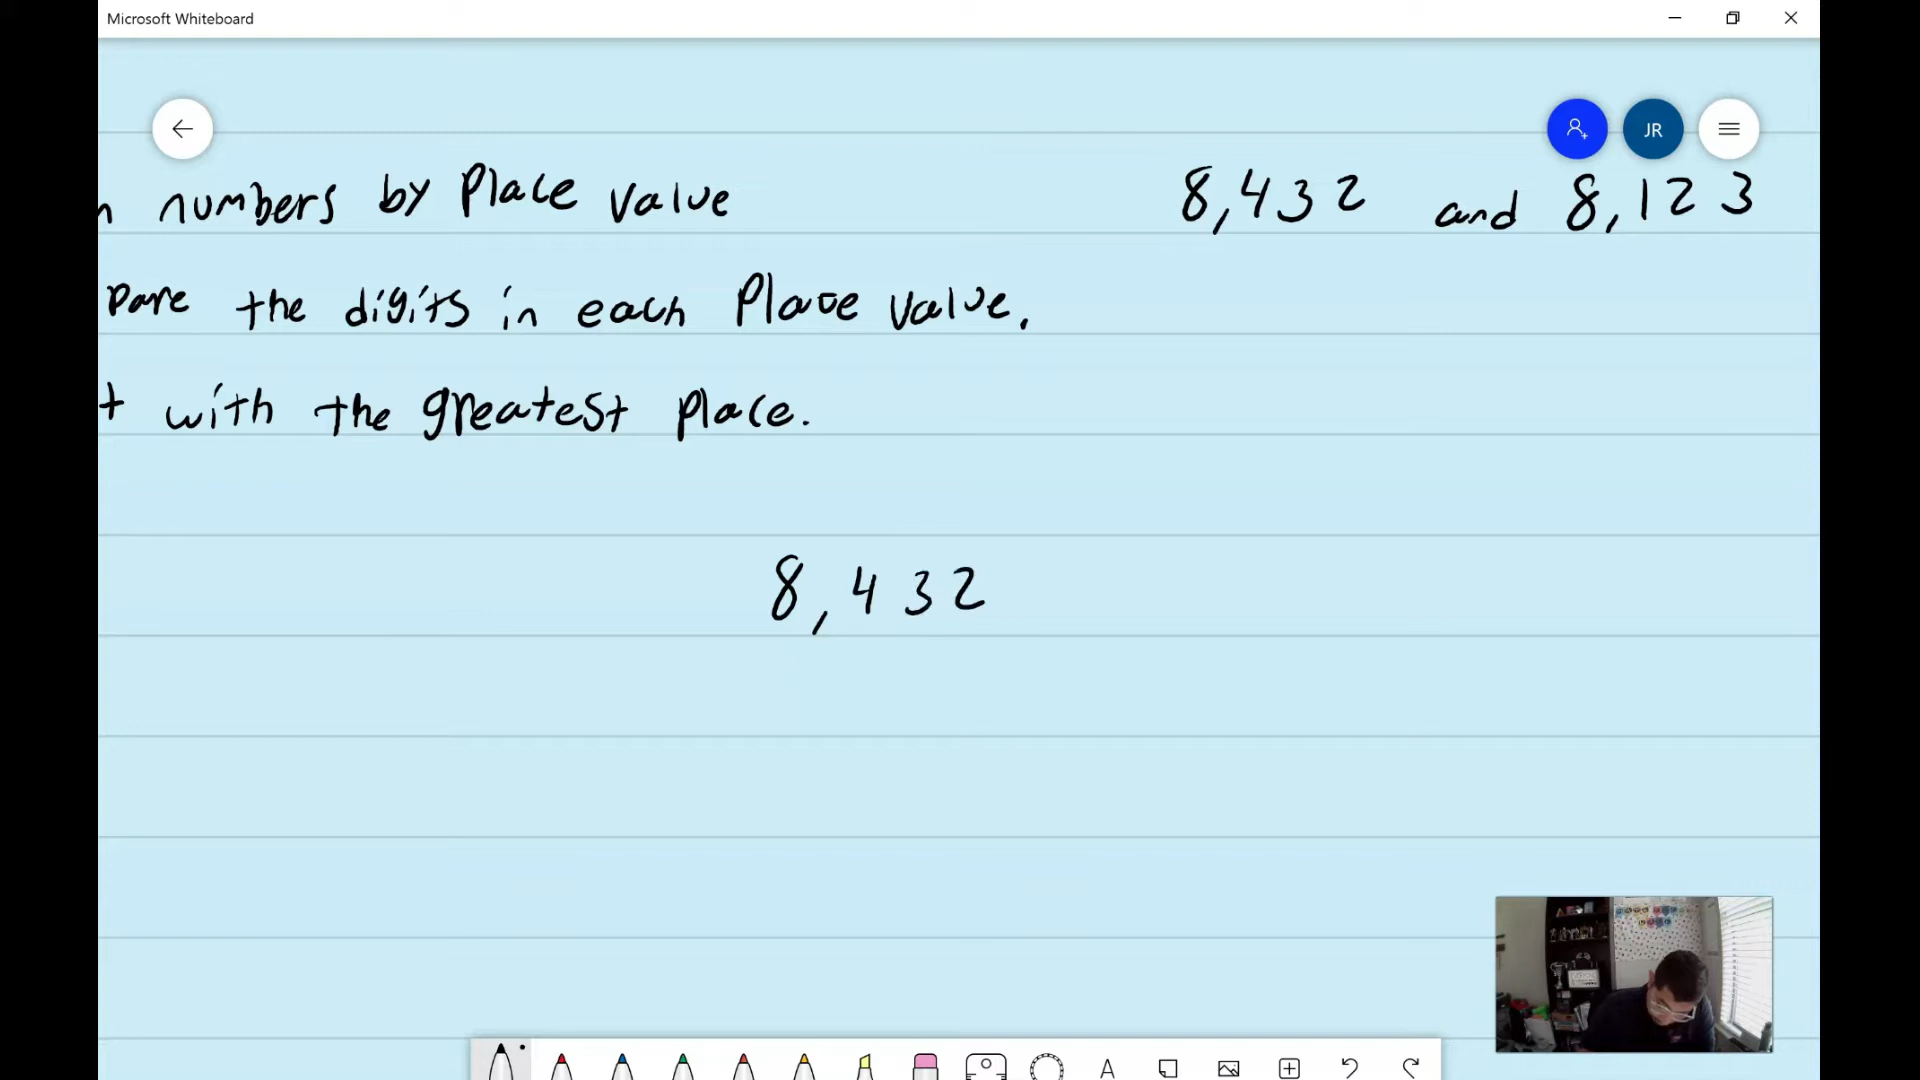 Microsoft Whiteboard
JR
n numbers by Place value
8,432 and 8,123
pare the digits in each Place value.
t with the greatest place.
8,432
A